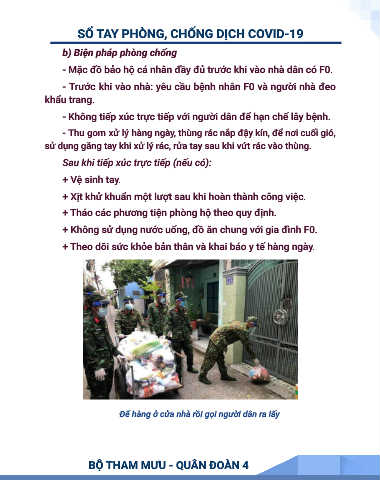 SỔ TAY PHÒNG, CHỐNG DỊCH COVID-19
b) Biện pháp phòng chống
- Mặc đồ bảo hộ cá nhân đầy đủ trước khi vào nhà dân có F0.
- Trước khi vào nhà: yêu cầu bệnh nhân F0 và người nhà đeo
khẩu trang.
- Không tiếp xúc trực tiếp với người dân để hạn chế lây bệnh.
- Thu gom xử lý hàng ngày, thùng rác nắp đậy kín, để nơi cuối gió,
sử dụng găng tay khi xử lý rác, rửa tay sau khi vứt rác vào thùng.
Sau khi tiếp xúc trực tiếp (nếu có):
+ Vệ sinh tay.
+ Xịt khử khuẩn một lượt sau khi hoàn thành công việc.
+ Tháo các phương tiện phòng hộ theo quy định.
+ Không sử dụng nước uống, đồ ăn chung với gia đình F0.
+ Theo dõi sức khỏe bản thân và khai báo y tế hàng ngày.
Để hàng ở cửa nhà rồi gọi người dân ra lấy
BỘ THAM MƯU - QUÂN ĐOÀN 4